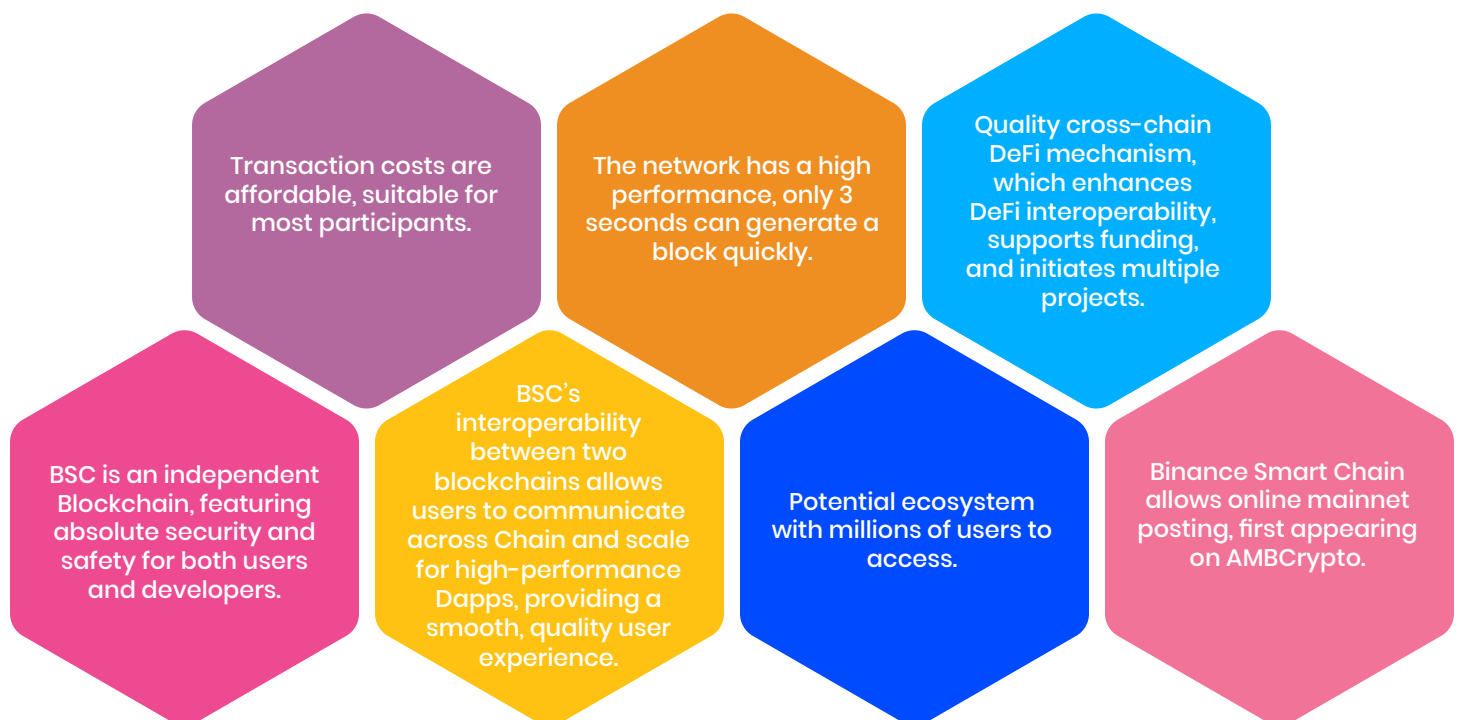 Transaction costs are
affordable, suitable for
most participants.
The network has a high
performance, only 3
seconds can generate a
block quickly.
Quality cross-chain
DeFi mechanism,
which enhances
DeFi interoperability,
supports funding,
and initiates multiple
projects.
BSC is an independent
Blockchain, featuring
absolute security and
safety for both users
and developers.
BSC’s
interoperability
between two
blockchains allows
users to communicate
across Chain and scale
for high-performance
Dapps, providing a
smooth, quality user
experience.
Potential ecosystem
with millions of users to
access.
Binance Smart Chain
allows online mainnet
posting, first appearing
on AMBCrypto.